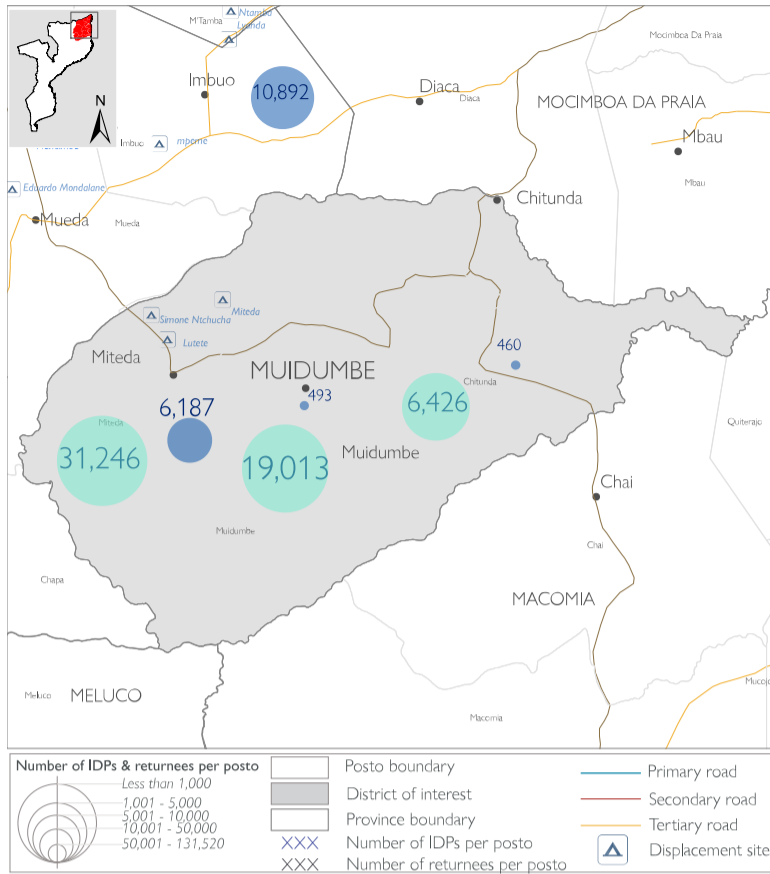 Ntamba
M'Tamba
Lyanda
Mocimboa Da Praia
Imbuo
10,892
Diaca
Diaca
MOCIMBOA DA PRAIA
N
Imbuo
mpeme
Mbau
Mbau
Eduardo Mondalane
Mueda
Mueda
Chitunda
Miteda
Simone Ntchucha
Lutete
460
Miteda
MUIDUMBE
Chitunda
493
6,187
6,426
Miteda
Quiterajo
31,246
19,013
Muidumbe
Chai
Muidumbe
Chai
Chapa
MACOMIA
Meluco
MELUCO
Macomia
Mucojo
Number of IDPs & returnees per posto
Less than 1,000
1,001 - 5,000
5,001 - 10,000
10,001 - 50,000
50,001 - 131,520
Posto boundary
District of interest
Province boundary
XXX Number of IDPs per posto
XXX Number of returnees per posto
Primary road
Secondary road
Tertiary road
Displacement site